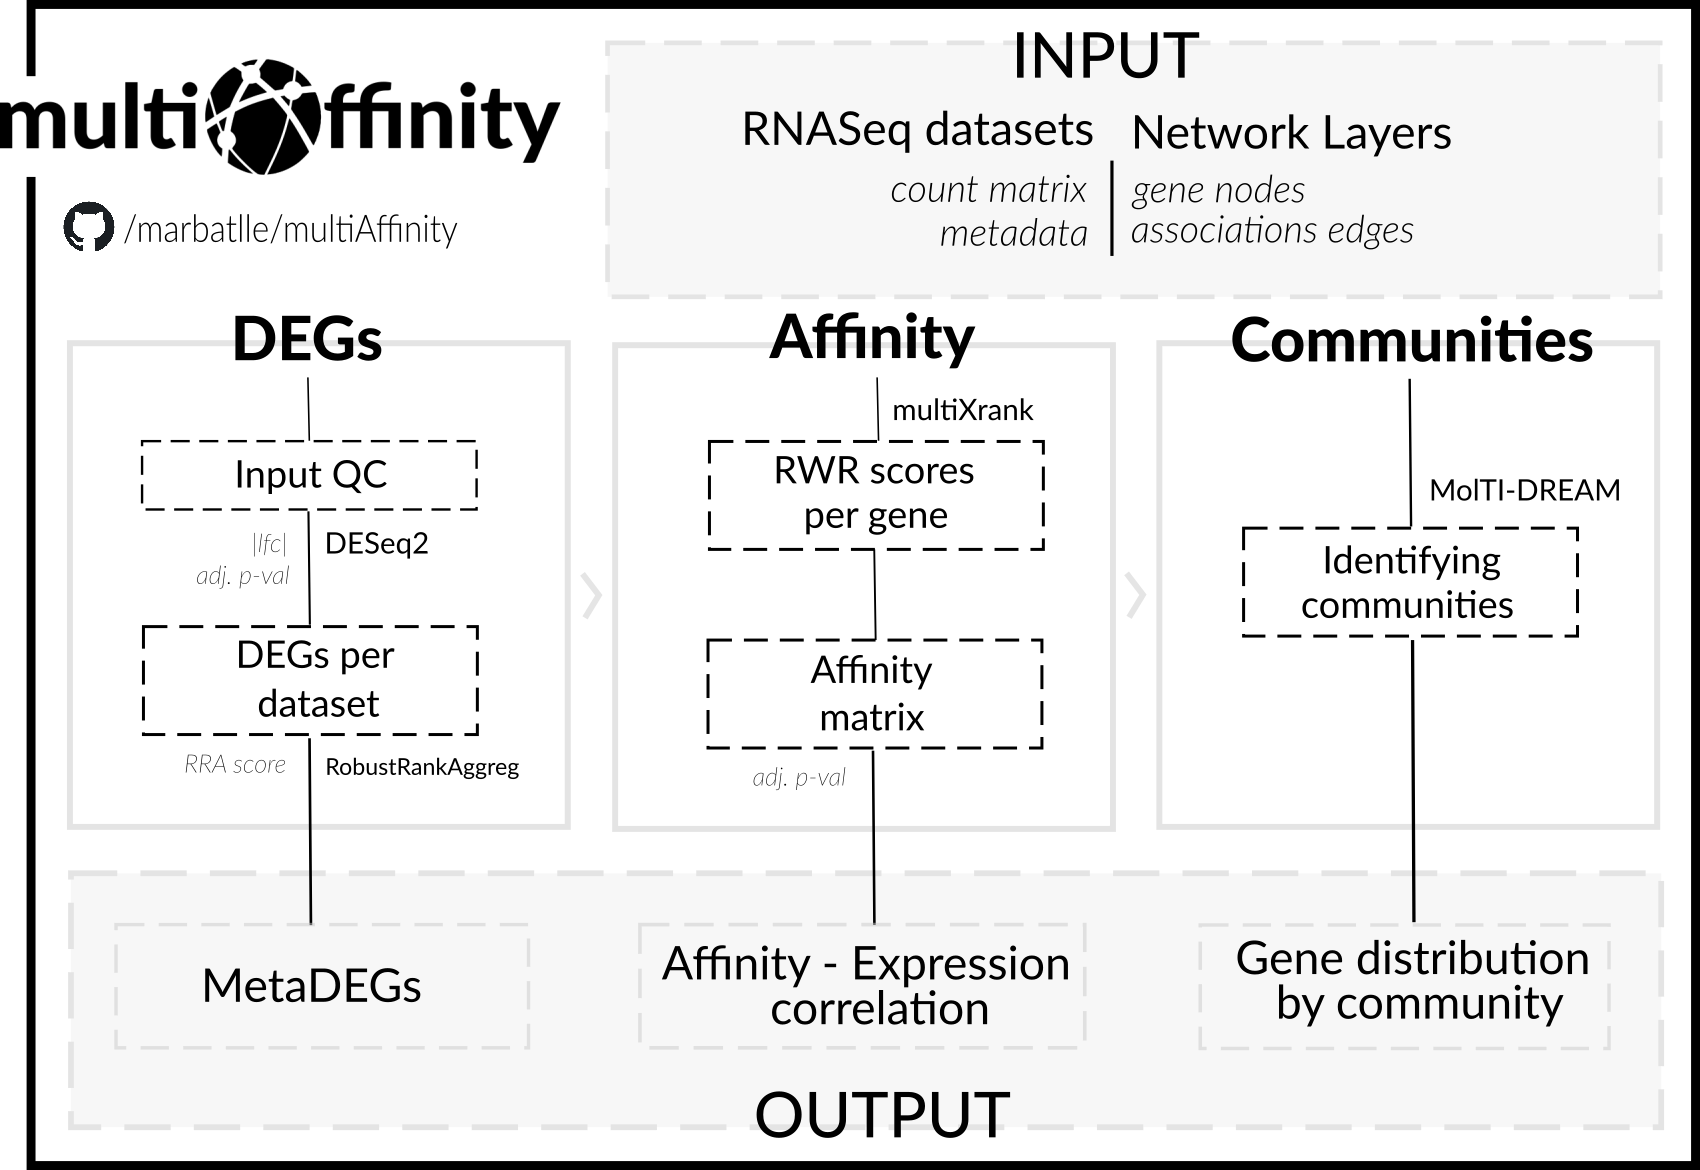 multiAffinity
/marbatlle/multiAffinity
INPUT
RNASeq datasets
count matrix
metadata
Network Layers
gene nodes
associations edges
DEGs
Input QC
|lfc|
adj. p-val
DESeq2
DEGs per
dataset
RRA score
RobustRankAggreg
Affinity
multiXrank
RWR scores
per gene
Affinity
matrix
adj. p-val
Communities
MolTI-DREAM
Identifying
communities
MetaDEGs
Affinity - Expression
correlation
Gene distribution
by community
OUTPUT